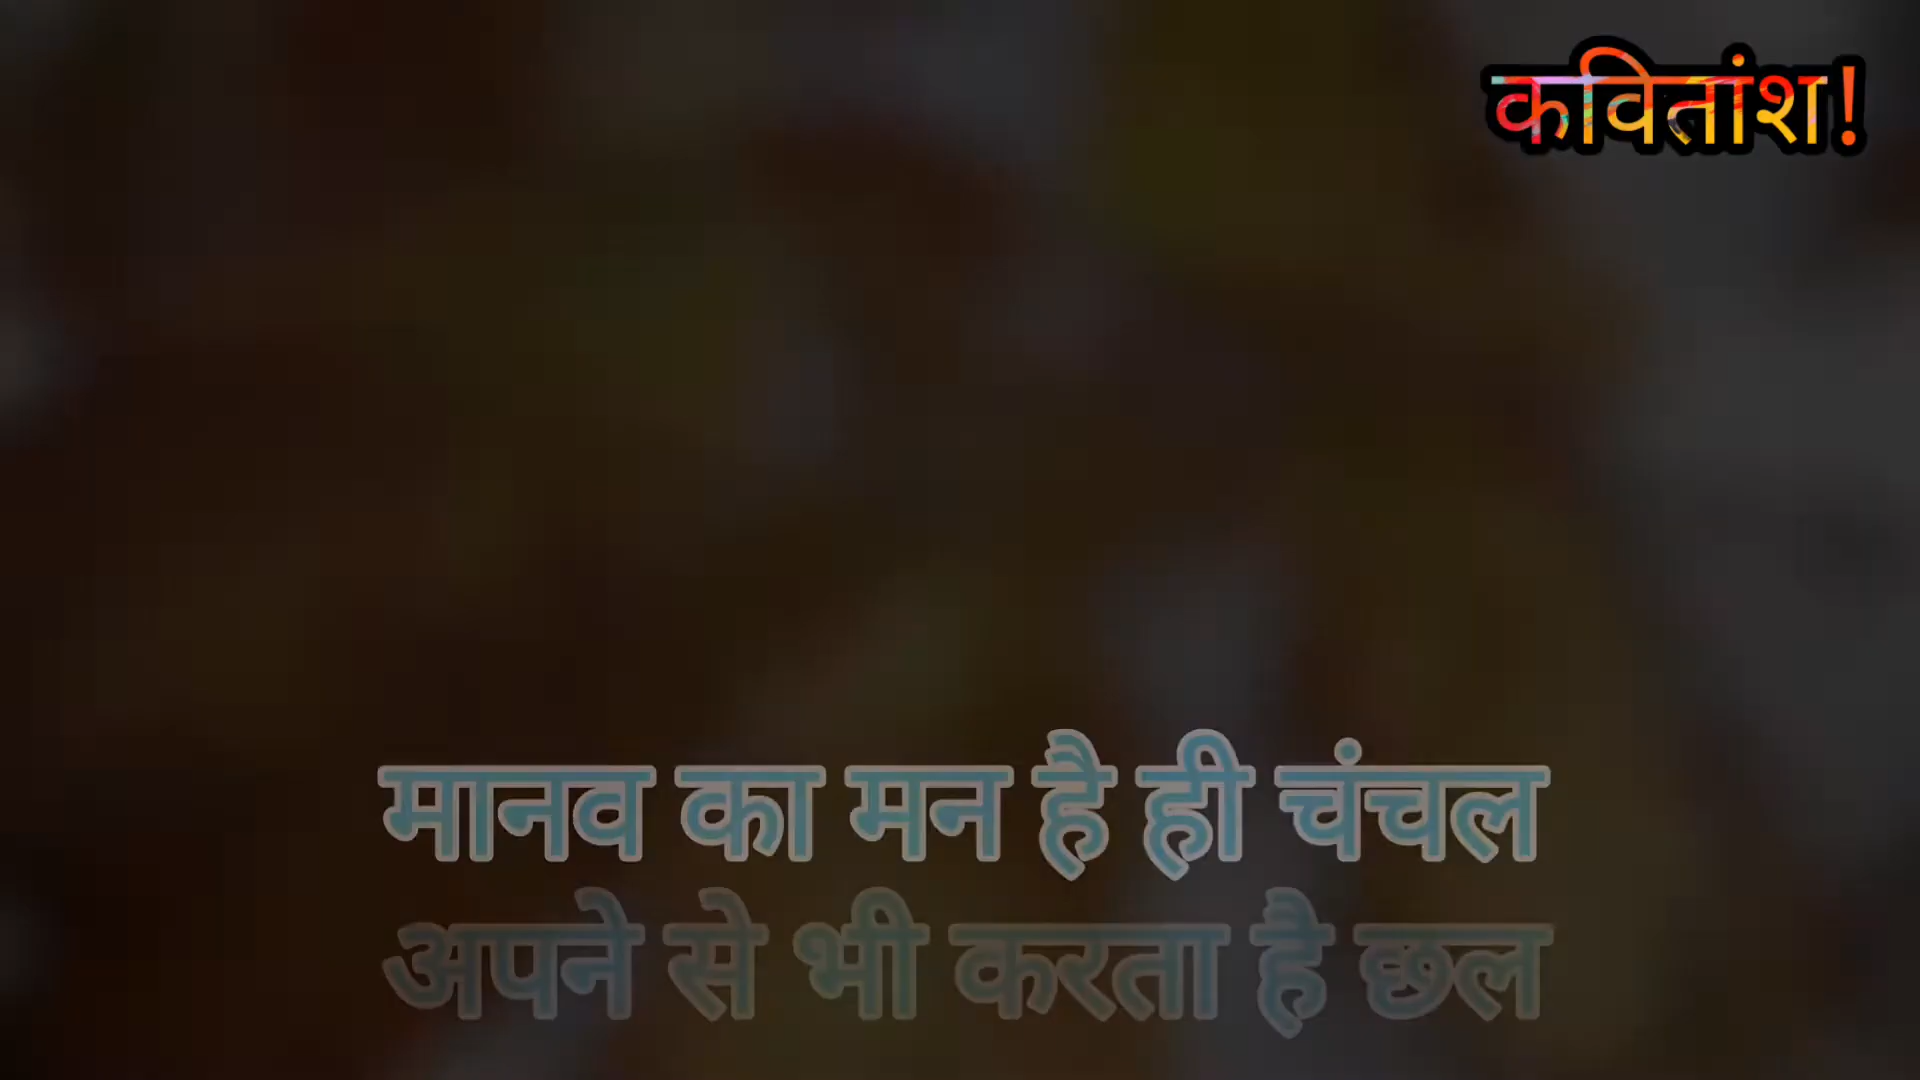 कवितांश!
मानव का मन है ही चंचल
अपने से भी करता है छल